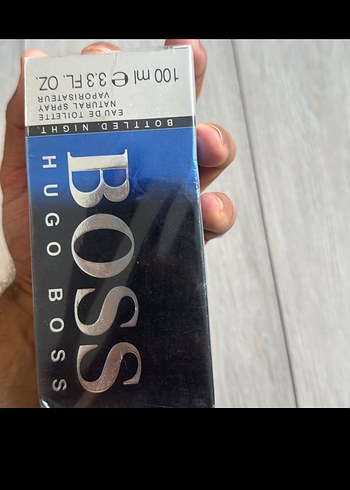 BOSS
HUGO BOSS
BOTTLED. NIGHT.
EAU DE TOILETTE
NATURAL SPRAY
VAPORISATEUR
100 ml ℮ 3.3 FL. OZ.